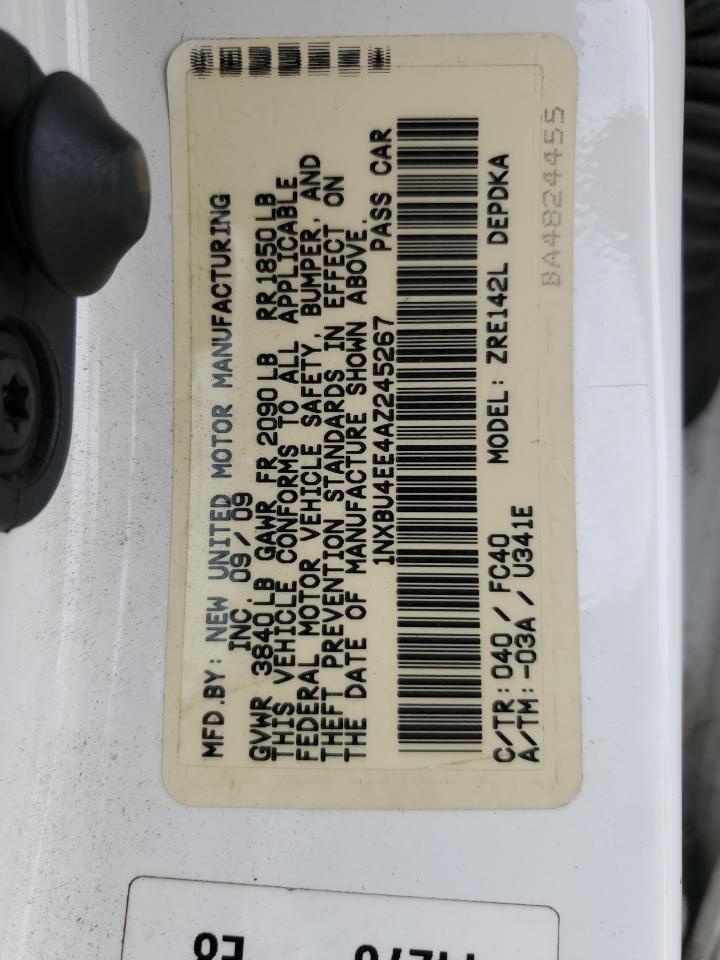 MFD.BY: NEW UNITED MOTOR MANUFACTURING
INC. 09/09
GVWR 3840LB GAWR FR 2090LB RR1850LB
THIS VEHICLE CONFORMS TO ALL APPLICABLE
FEDERAL MOTOR VEHICLE SAFETY, BUMPER, AND
THEFT PREVENTION STANDARDS IN EFFECT ON
THE DATE OF MANUFACTURE SHOWN ABOVE.
1NXBU4EE4AZ245267 PASS CAR
C/TR:040/FC40 MODEL: ZRE142L DEPDKA
A/TM:-03A/U341E
BA4824455